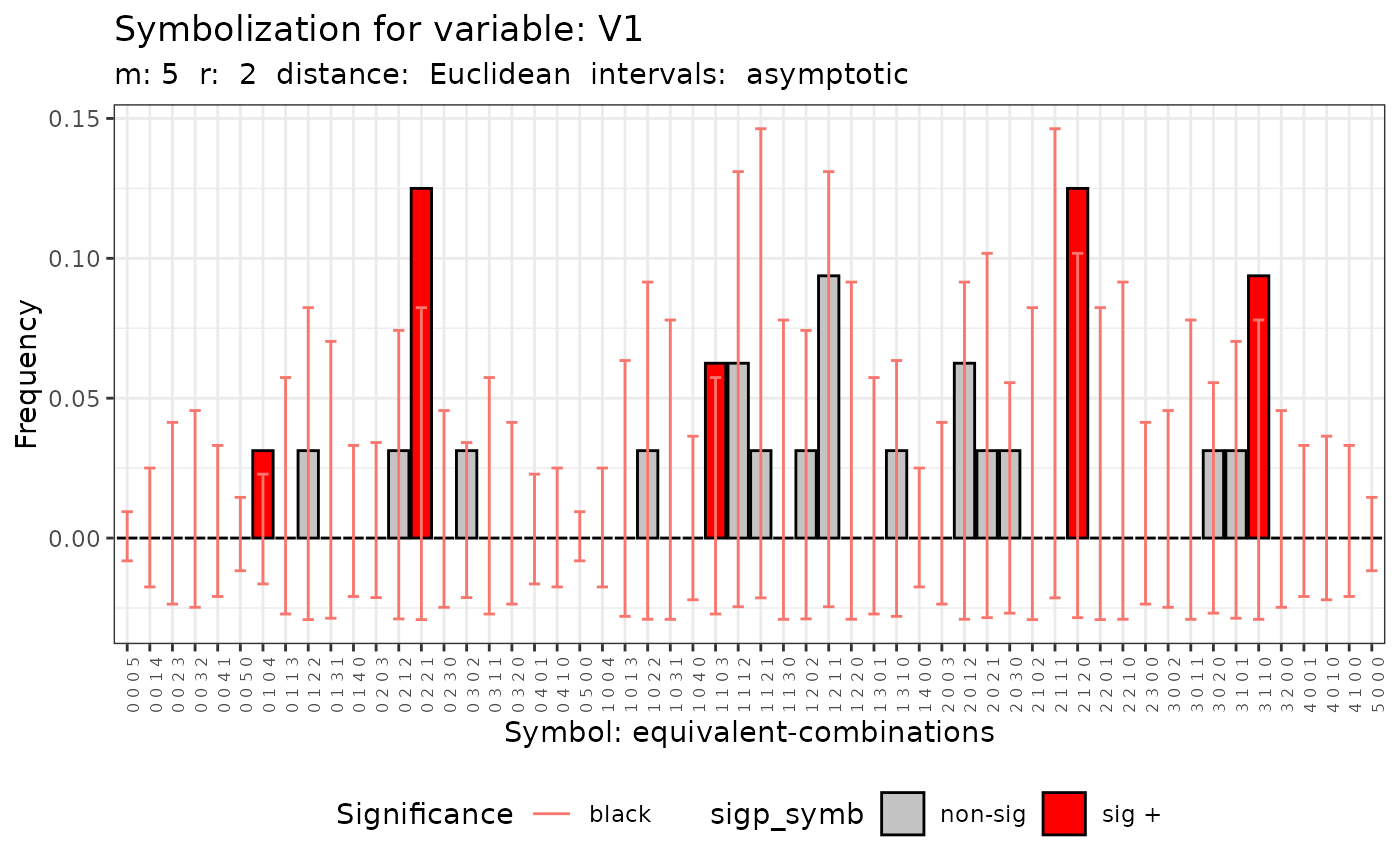 Symbolization for variable: V1
m: 5 r: 2 distance: Euclidean intervals: asymptotic
Frequency
0.15
0.10
0.05
0.00
0 0 0 5
0 0 1 4
0 0 2 3
0 0 3 2
0 0 4 1
0 0 5 0
0 1 0 4
0 1 1 3
0 1 2 2
0 1 3 1
0 1 4 0
0 2 0 3
0 2 1 2
0 2 2 1
0 2 3 0
0 3 0 2
0 3 1 1
0 3 2 0
0 4 0 1
0 4 1 0
0 5 0 0
1 0 0 4
1 0 1 3
1 0 2 2
1 0 3 1
1 0 4 0
1 1 0 3
1 1 1 2
1 1 2 1
1 1 3 0
1 2 0 2
1 2 1 1
1 2 2 0
1 3 0 1
1 3 1 0
1 4 0 0
2 0 0 3
2 0 1 2
2 0 2 1
2 0 3 0
2 1 0 2
2 1 1 1
2 1 2 0
2 2 0 1
2 2 1 0
2 3 0 0
3 0 0 2
3 0 1 1
3 0 2 0
3 1 0 1
3 1 1 0
3 2 0 0
4 0 0 1
4 0 1 0
4 1 0 0
5 0 0 0
Symbol: equivalent-combinations
Significance black sigp_symb non-sig sig +